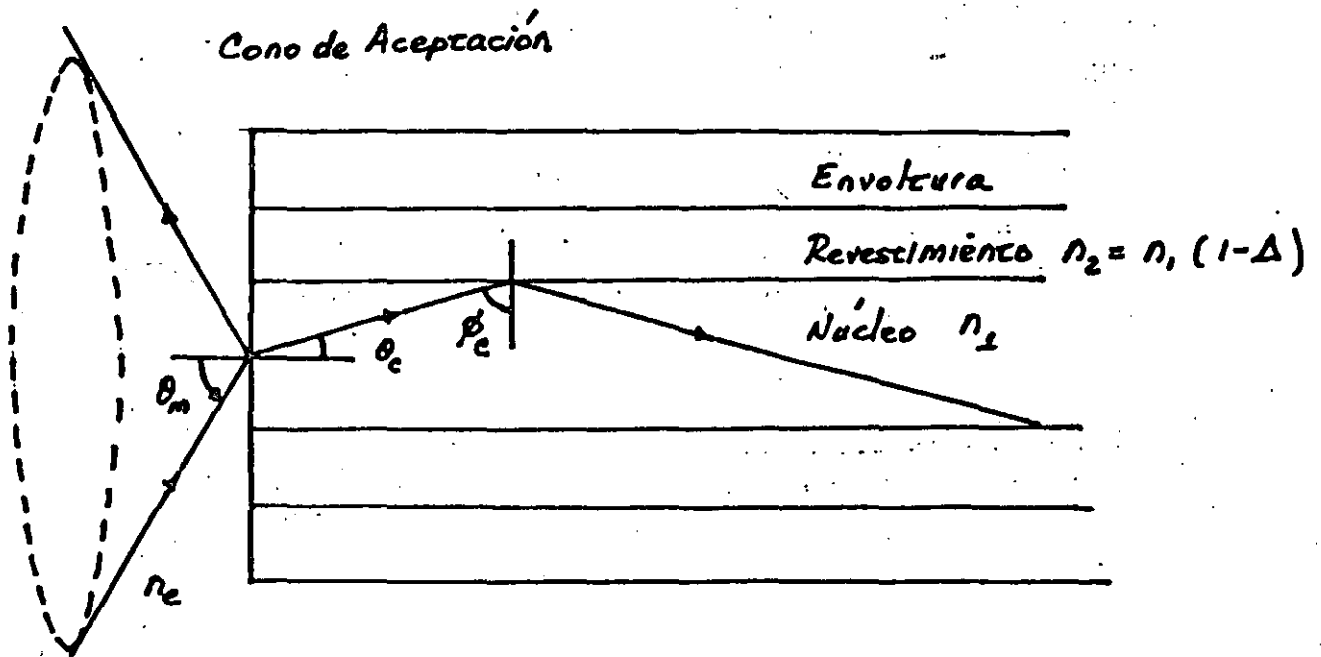 Cono de Aceptación
Envoltura
Revestimiento n₂ = n₁ (1-Δ)
Núcleo n₁
θc
φc
θm
ne